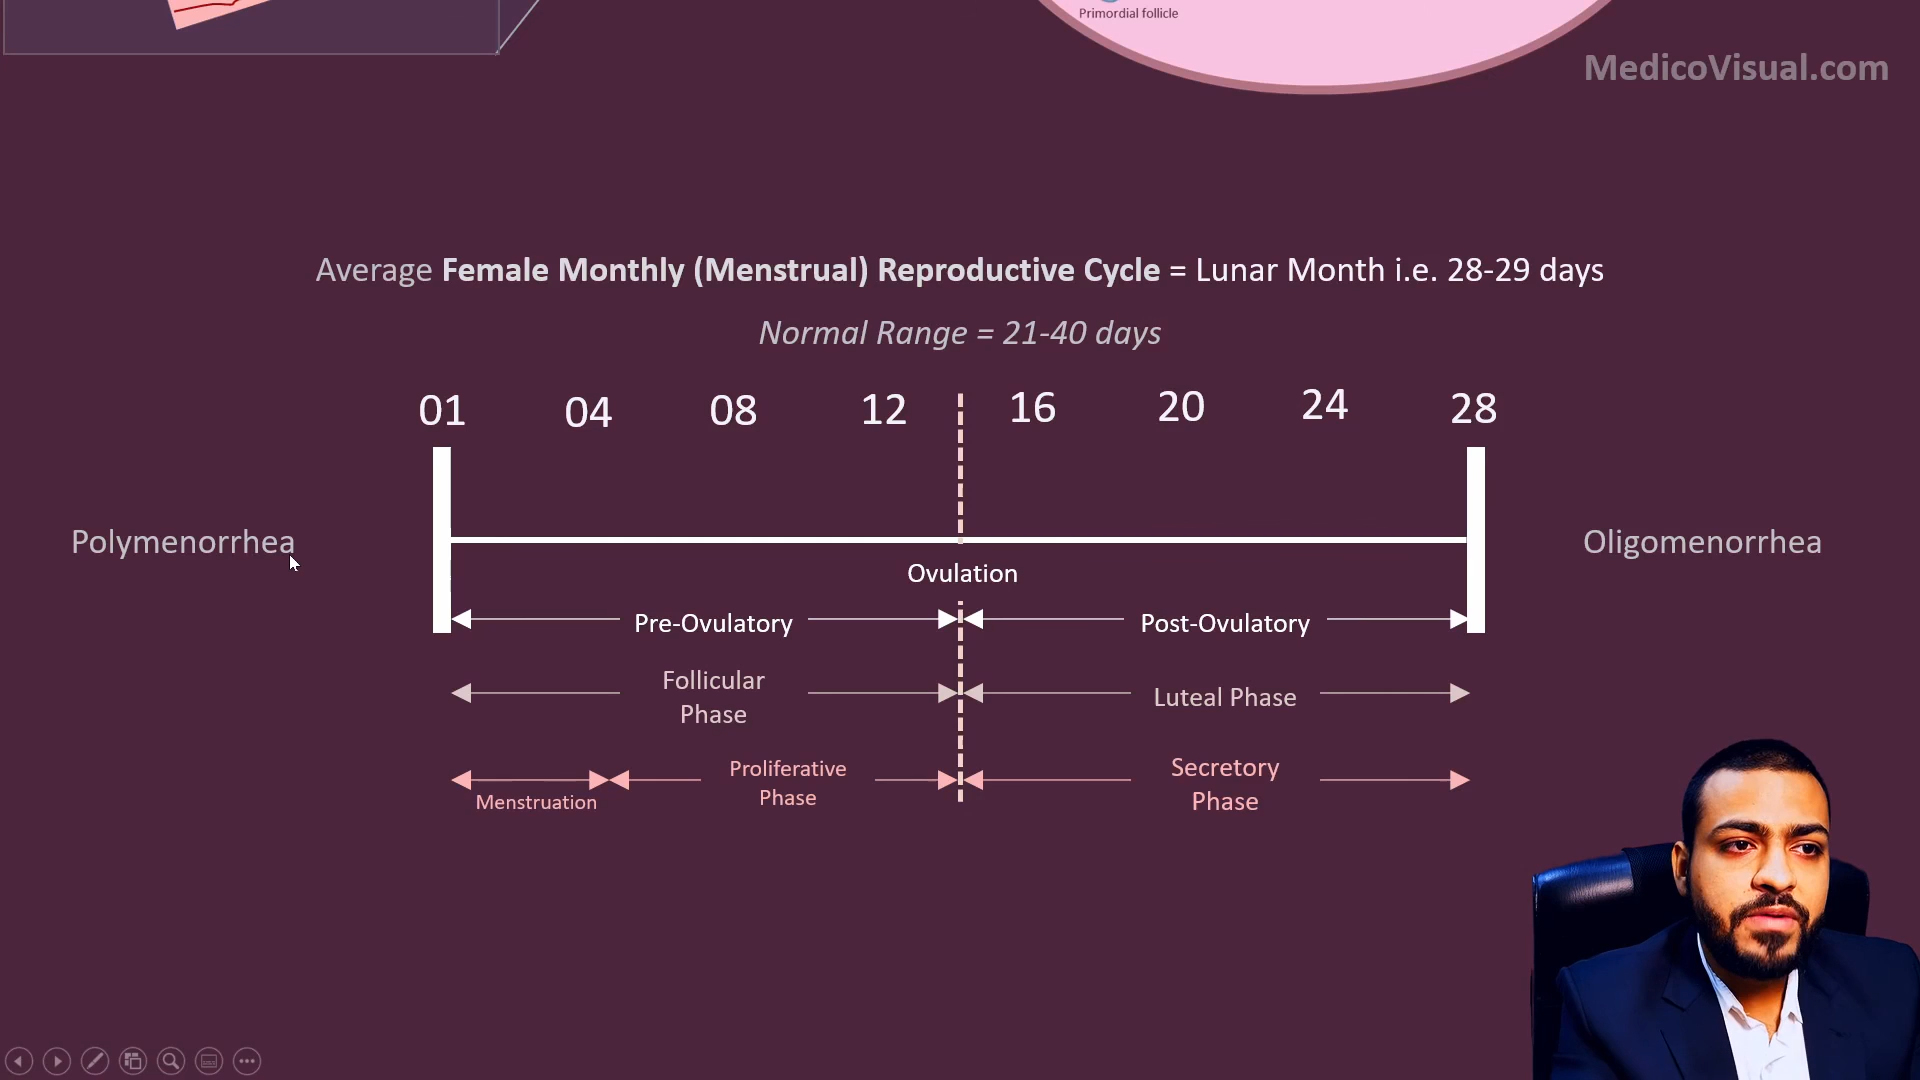 Primordial follicle
MedicoVisual.com
Average Female Monthly (Menstrual) Reproductive Cycle = Lunar Month i.e. 28-29 days
Normal Range = 21-40 days
01 04 08 12 16 20 24 28
Polymenorrhea
Oligomenorrhea
Ovulation
Pre-Ovulatory
Post-Ovulatory
Follicular
Phase
Luteal Phase
Menstruation
Proliferative
Phase
Secretory
Phase